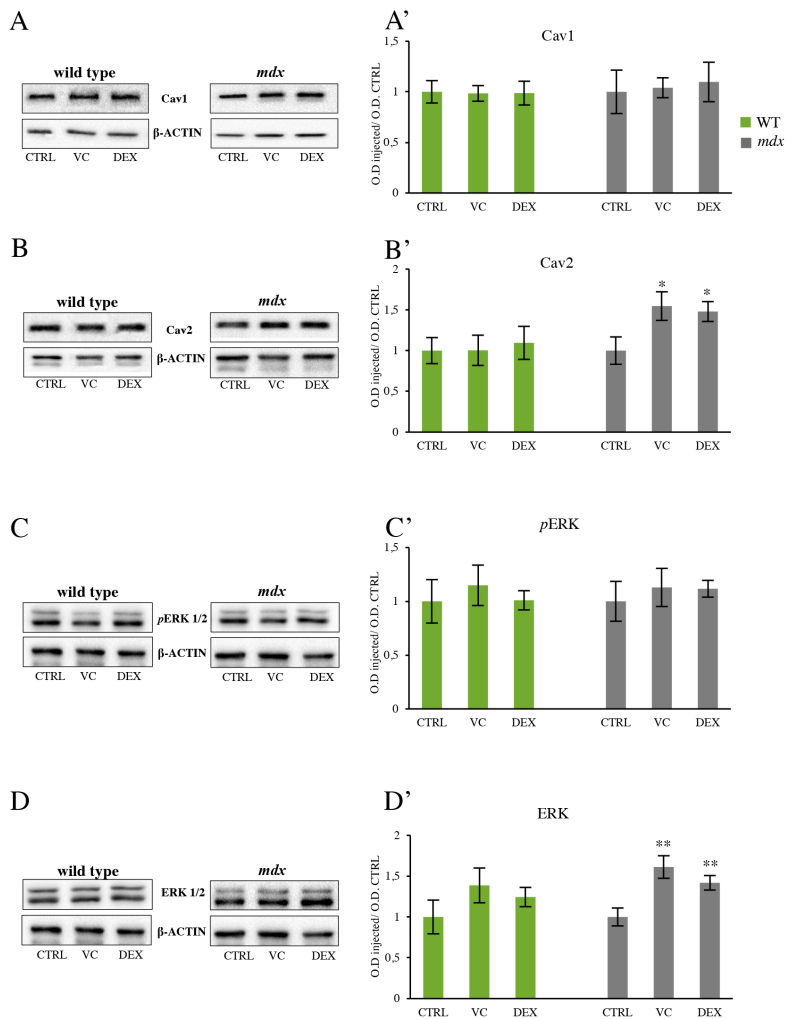 A
wild type
mdx
Cav1
β-ACTIN
CTRL VC DEX
CTRL VC DEX
A’
Cav1
O.D injected/ O.D. CTRL
1,5
1
0,5
0
CTRL VC DEX
CTRL VC DEX
WT
mdx
B
wild type
mdx
Cav2
β-ACTIN
CTRL VC DEX
CTRL VC DEX
B’
Cav2
O.D injected/ O.D. CTRL
2
1,5
1
0,5
0
* *
CTRL VC DEX
CTRL VC DEX
C
wild type
mdx
pERK 1/2
β-ACTIN
CTRL VC DEX
CTRL VC DEX
C’
pERK
O.D injected/ O.D. CTRL
1,5
1
0,5
0
CTRL VC DEX
CTRL VC DEX
D
wild type
mdx
ERK 1/2
β-ACTIN
CTRL VC DEX
CTRL VC DEX
D’
ERK
O.D injected/ O.D. CTRL
2
1,5
1
0,5
0
** **
CTRL VC DEX
CTRL VC DEX